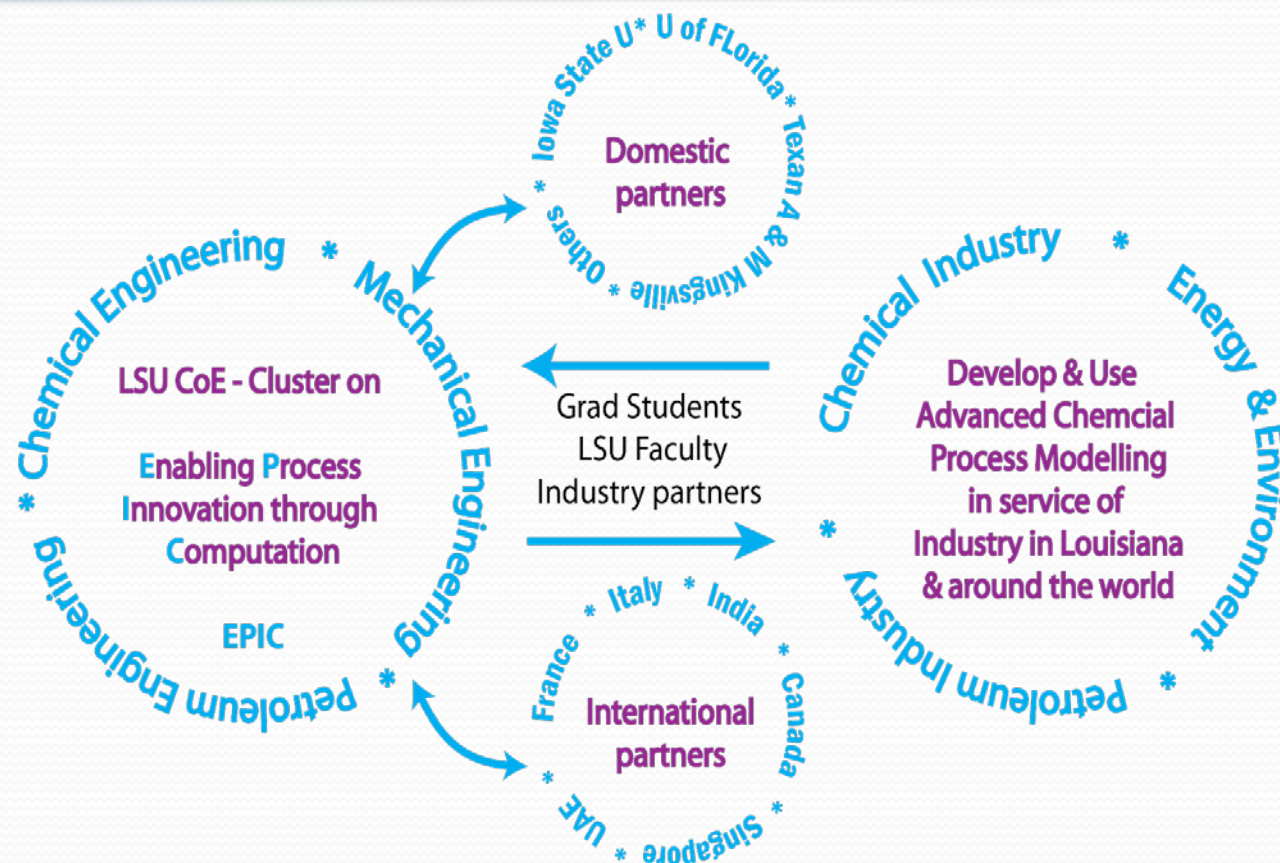 Iowa State U* U of FLorida * Texan A & M Kingsville * Others *
Domestic
partners
* Chemical Engineering * Mechanical Engineering * Petroleum Engineering
LSU CoE - Cluster on
Enabling Process
Innovation through
Computation
EPIC
Grad Students
LSU Faculty
Industry partners
Chemical Industry * Energy & Environment * Petroleum Industry *
Develop & Use
Advanced Chemcial
Process Modelling
in service of
Industry in Louisiana
& around the world
France * Italy * India * Canada * Singapore * UAE *
International
partners